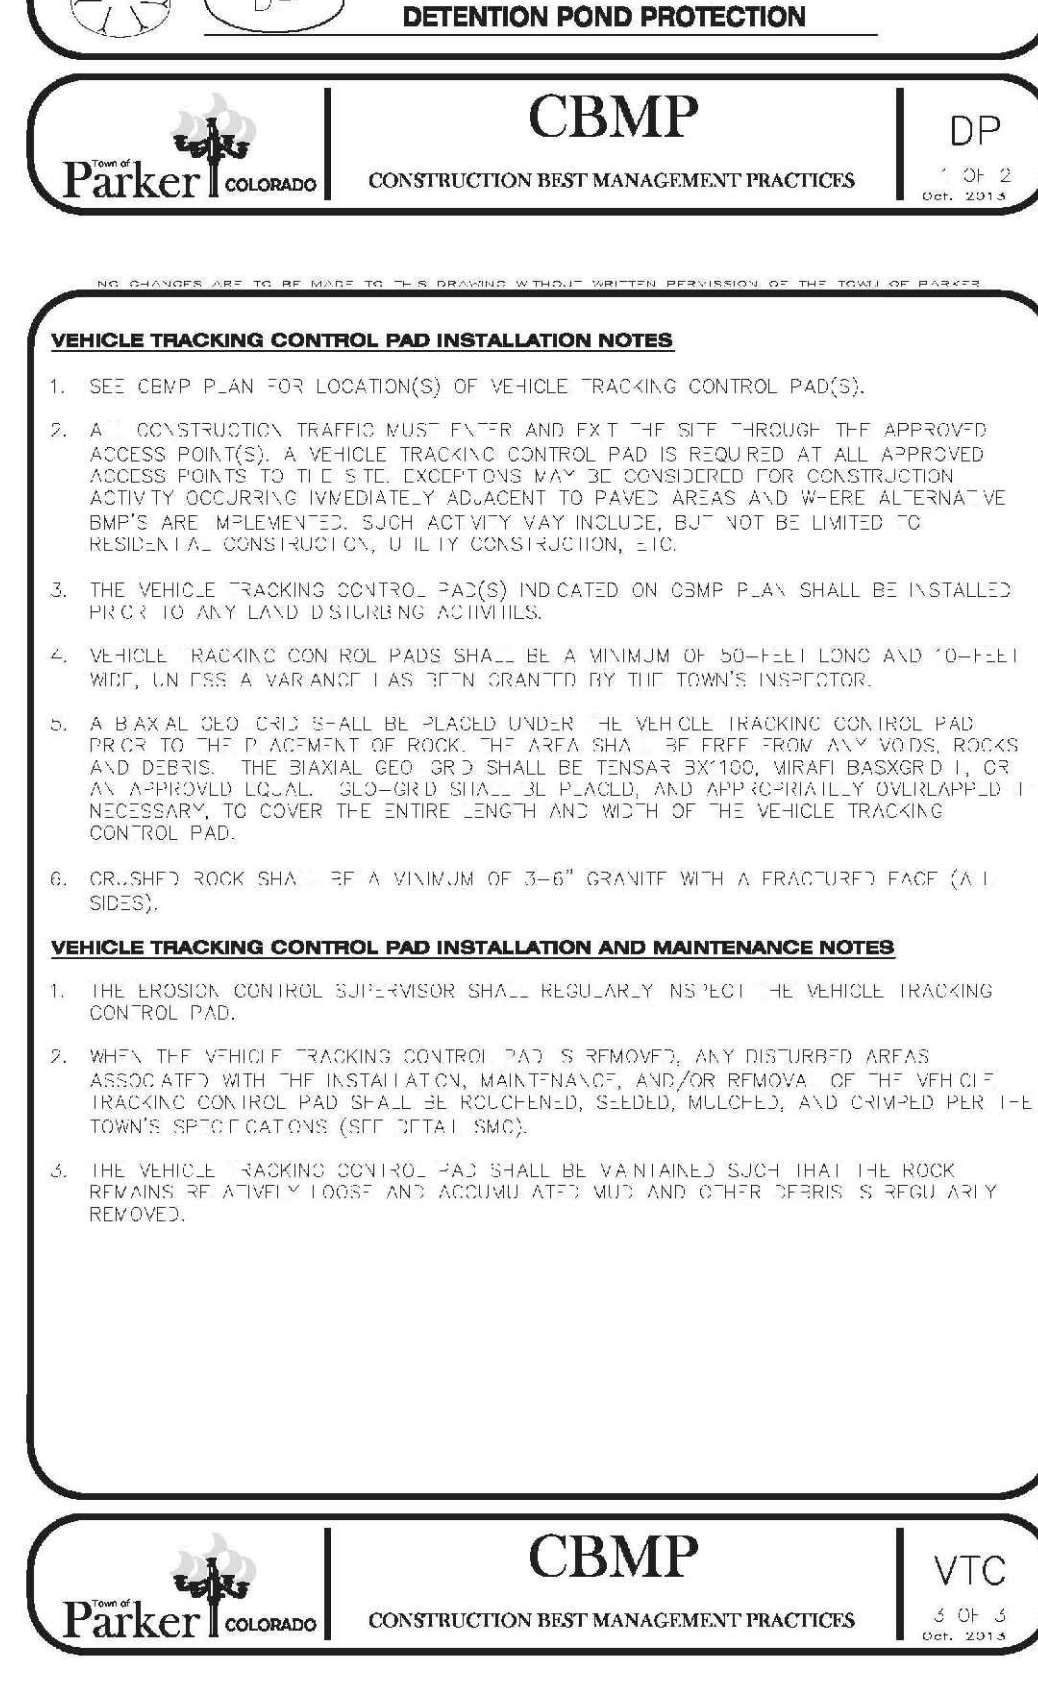 DETENTION POND PROTECTION
Town of
Parker COLORADO
CBMP
CONSTRUCTION BEST MANAGEMENT PRACTICES
DP
1 OF 2
Oct. 2013
NO CHANGES ARE TO BE MADE TO THIS DRAWING WITHOUT WRITTEN PERMISSION OF THE TOWN OF PARKER
VEHICLE TRACKING CONTROL PAD INSTALLATION NOTES
1. SEE CBMP PLAN FOR LOCATION(S) OF VEHICLE TRACKING CONTROL PAD(S).
2. ALL CONSTRUCTION TRAFFIC MUST ENTER AND EXIT THE SITE THROUGH THE APPROVED
ACCESS POINT(S). A VEHICLE TRACKING CONTROL PAD IS REQUIRED AT ALL APPROVED
ACCESS POINTS TO THE SITE. EXCEPTIONS MAY BE CONSIDERED FOR CONSTRUCTION
ACTIVITY OCCURRING IMMEDIATELY ADJACENT TO PAVED AREAS AND WHERE ALTERNATIVE
BMP'S ARE IMPLEMENTED. SUCH ACTIVITY MAY INCLUDE, BUT NOT BE LIMITED TO
RESIDENTIAL CONSTRUCTION, UTILITY CONSTRUCTION, ETC.
3. THE VEHICLE TRACKING CONTROL PAD(S) INDICATED ON CBMP PLAN SHALL BE INSTALLED
PRIOR TO ANY LAND DISTURBING ACTIVITIES.
4. VEHICLE TRACKING CONTROL PADS SHALL BE A MINIMUM OF 50-FEET LONG AND 10-FEET
WIDE, UNLESS A VARIANCE HAS BEEN GRANTED BY THE TOWN'S INSPECTOR.
5. A BIAXIAL GEO GRID SHALL BE PLACED UNDER THE VEHICLE TRACKING CONTROL PAD
PRIOR TO THE PLACEMENT OF ROCK. THE AREA SHALL BE FREE FROM ANY VOIDS, ROCKS
AND DEBRIS. THE BIAXIAL GEO GRID SHALL BE TENSAR BX1100, MIRAFI BASXGRID 11, OR
AN APPROVED EQUAL. GEO-GRID SHALL BE PLACED, AND APPROPRIATELY OVERLAPPED IF
NECESSARY, TO COVER THE ENTIRE LENGTH AND WIDTH OF THE VEHICLE TRACKING
CONTROL PAD.
6. CRUSHED ROCK SHALL BE A MINIMUM OF 3-6" GRANITE WITH A FRACTURED FACE (ALL
SIDES).
VEHICLE TRACKING CONTROL PAD INSTALLATION AND MAINTENANCE NOTES
1. THE EROSION CONTROL SUPERVISOR SHALL REGULARLY INSPECT THE VEHICLE TRACKING
CONTROL PAD.
2. WHEN THE VEHICLE TRACKING CONTROL PAD IS REMOVED, ANY DISTURBED AREAS
ASSOCIATED WITH THE INSTALLATION, MAINTENANCE, AND/OR REMOVAL OF THE VEHICLE
TRACKING CONTROL PAD SHALL BE ROUGHENED, SEEDED, MULCHED, AND CRIMPED PER THE
TOWN'S SPECIFICATIONS (SEE DETAIL SMC).
3. THE VEHICLE TRACKING CONTROL PAD SHALL BE MAINTAINED SUCH THAT THE ROCK
REMAINS RELATIVELY LOOSE AND ACCUMULATED MUD AND OTHER DEBRIS IS REGULARLY
REMOVED.
Town of
Parker COLORADO
CBMP
CONSTRUCTION BEST MANAGEMENT PRACTICES
VTC
3 OF 3
Oct. 2013